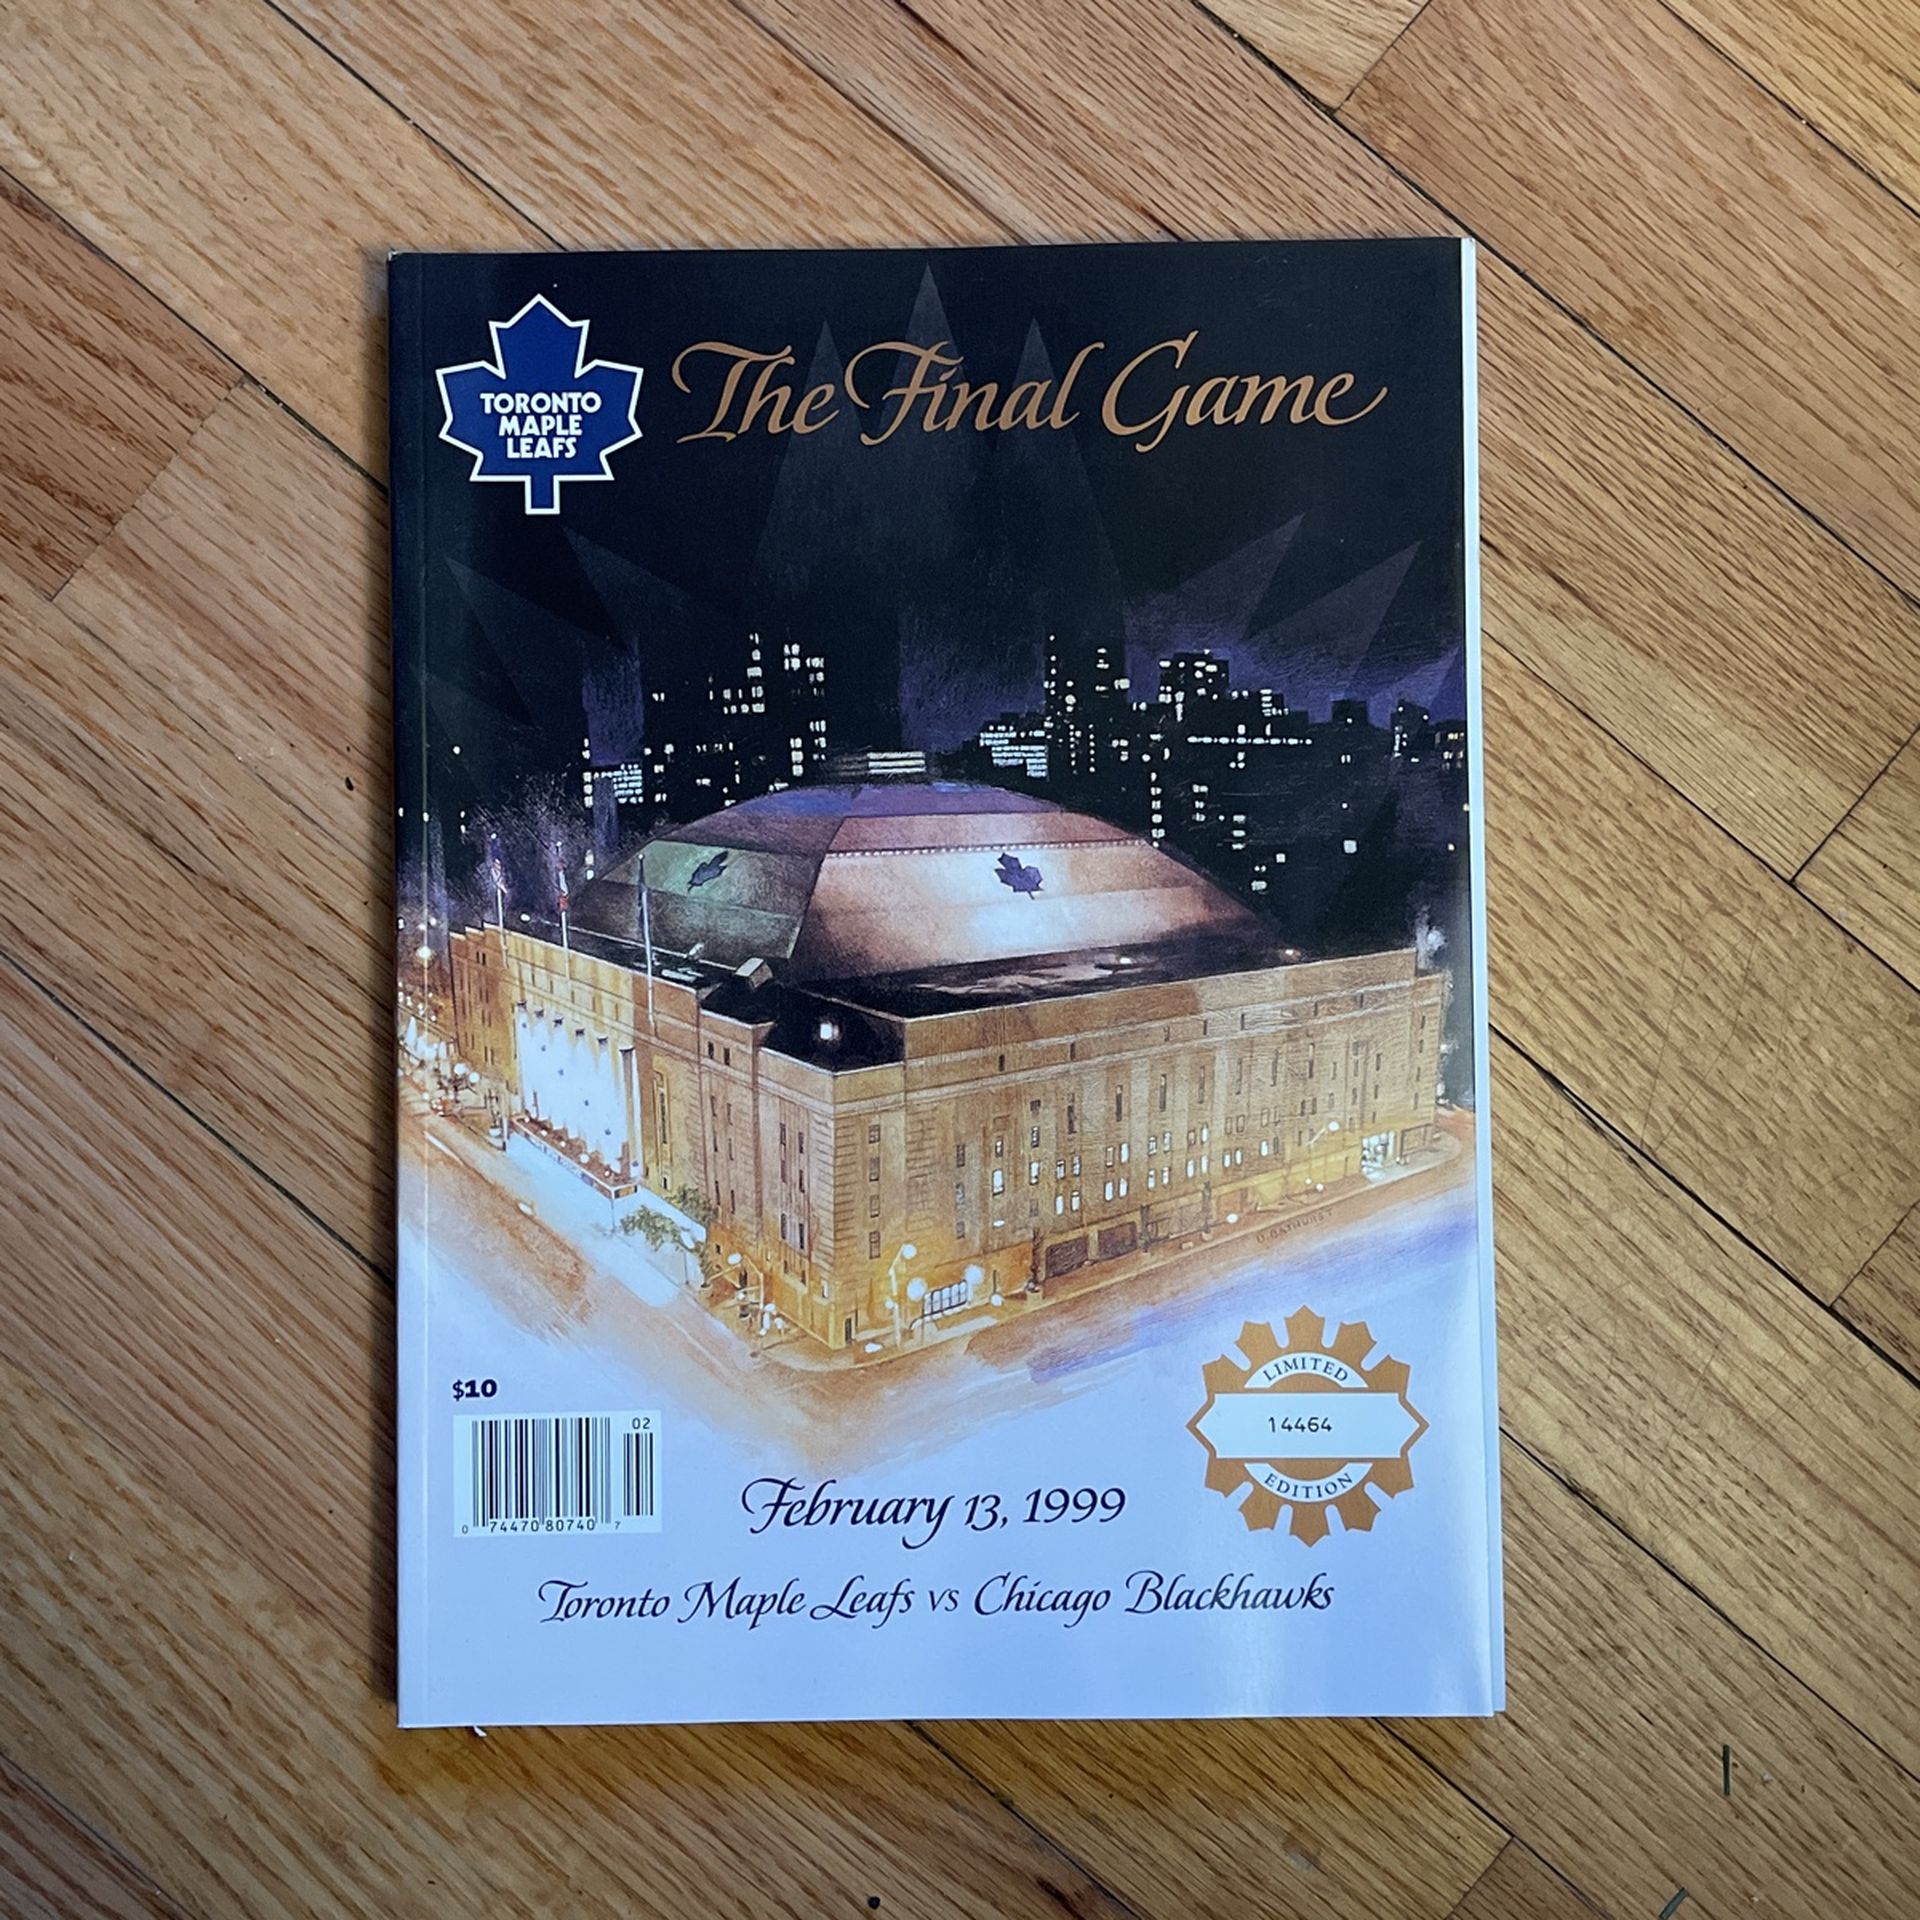 TORONTO
MAPLE
LEAFS
The Final Game
$10
02
0 74470 80740 7
LIMITED
14464
EDITION
February 13, 1999
Toronto Maple Leafs vs Chicago Blackhawks